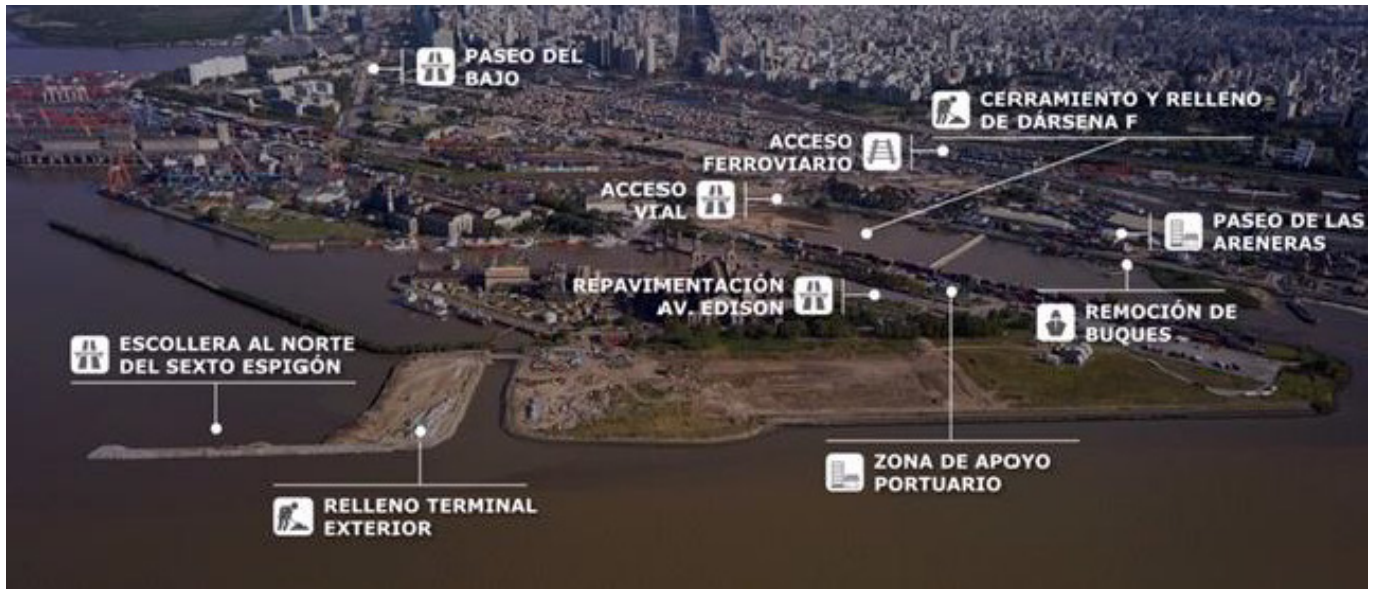 PASEO DEL
BAJO
CERRAMIENTO Y RELLENO
DE DÁRSENA F
ACCESO
FERROVIARIO
ACCESO
VIAL
PASEO DE LAS
ARENERAS
REPAVIMENTACIÓN
AV. EDISON
REMOCIÓN DE
BUQUES
ESCOLLERA AL NORTE
DEL SEXTO ESPIGÓN
ZONA DE APOYO
PORTUARIO
RELLENO TERMINAL
EXTERIOR